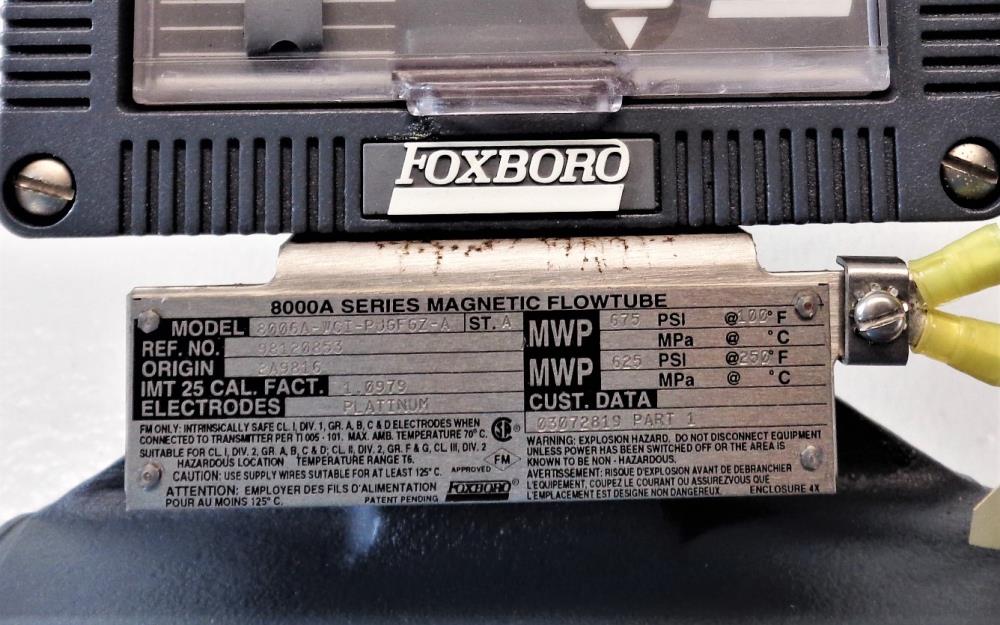 FOXBORO
8000A SERIES MAGNETIC FLOWTUBE
MODEL 8006A-WCI-PJGFGZ-A ST. A
REF. NO. 98120853
ORIGIN 2A9816
IMT 25 CAL. FACT. 1.0979
ELECTRODES PLATINUM
MWP 675 PSI @ 100° F
MPa @ °C
MWP 625 PSI @ 250° F
MPa @ °C
CUST. DATA
03072819 PART 1
FM ONLY: INTRINSICALLY SAFE CL. I, DIV. 1, GR. A, B, C & D ELECTRODES WHEN
CONNECTED TO TRANSMITTER PER TI 005 - 101. MAX. AMB. TEMPERATURE 70° C.
SUITABLE FOR CL. I, DIV. 2, GR. A, B, C & D; CL. II, DIV. 2, GR. F & G, CL. III, DIV. 2
HAZARDOUS LOCATION TEMPERATURE RANGE T6.
CAUTION: USE SUPPLY WIRES SUITABLE FOR AT LEAST 125° C.
ATTENTION: EMPLOYER DES FILS D'ALIMENTATION
POUR AU MOINS 125° C.
PATENT PENDING
®
APPROVED
FM
FOXBORO ®
WARNING: EXPLOSION HAZARD, DO NOT DISCONNECT EQUIPMENT
UNLESS POWER HAS BEEN SWITCHED OFF OR THE AREA IS
KNOWN TO BE NON - HAZARDOUS.
AVERTISSEMENT: RISQUE D'EXPLOSION AVANT DE DEBRANCHIER
L'EQUIPEMENT, COUPEZ LE COURANT OU ASSUREZVOUS QUE
L'EMPLACEMENT EST DESIGNE NON DANGEREUX. ENCLOSURE 4X